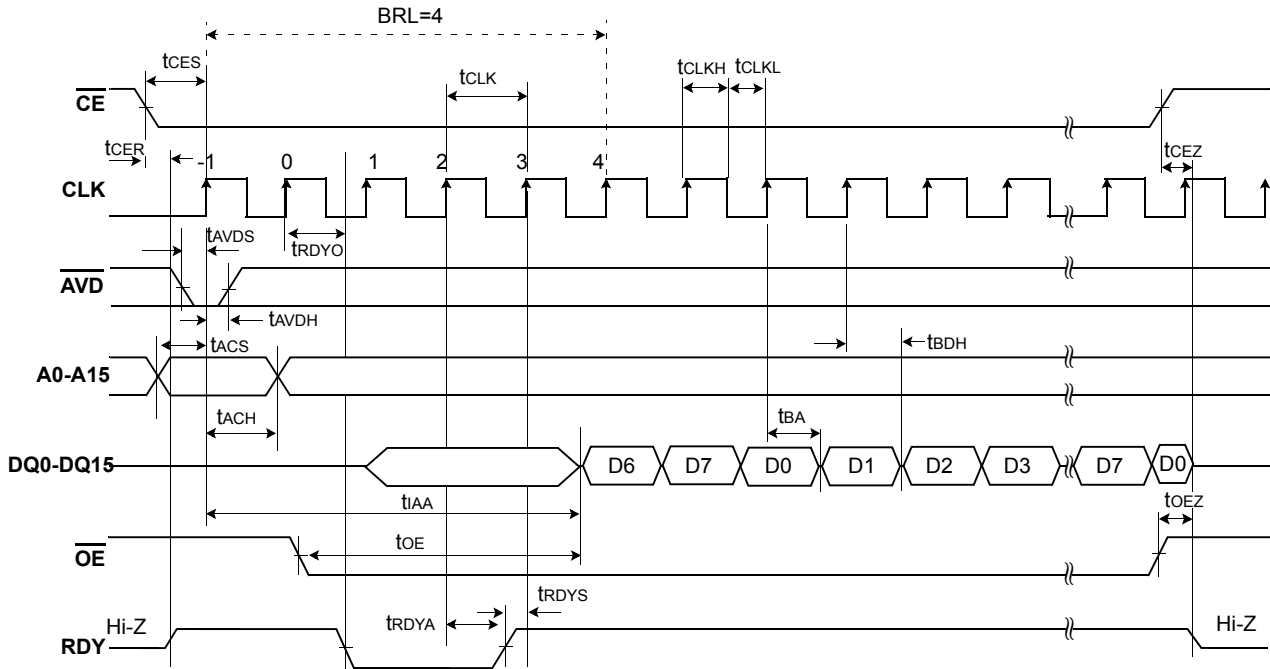 BRL=4
tCES
tCLK
tCLKH tCLKL
CE
tCER
tCEZ
-1 0 1 2 3 4
CLK
tAVDS
tRDYO
AVD
tAVDH
tACS
tBDH
A0-A15
tACH
tBA
DQ0-DQ15 D6 D7 D0 D1 D2 D3 D7 D0
tIAA
tOEZ
tOE
OE
tRDYS
tRDYA
Hi-Z
Hi-Z
RDY